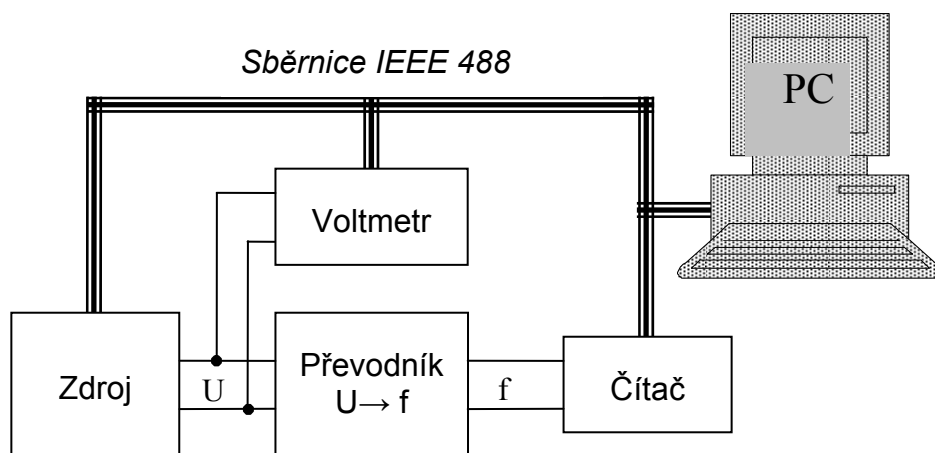 Sběrnice IEEE 488
PC
Voltmetr
Zdroj
U
Převodník
U→ f
f
Čítač